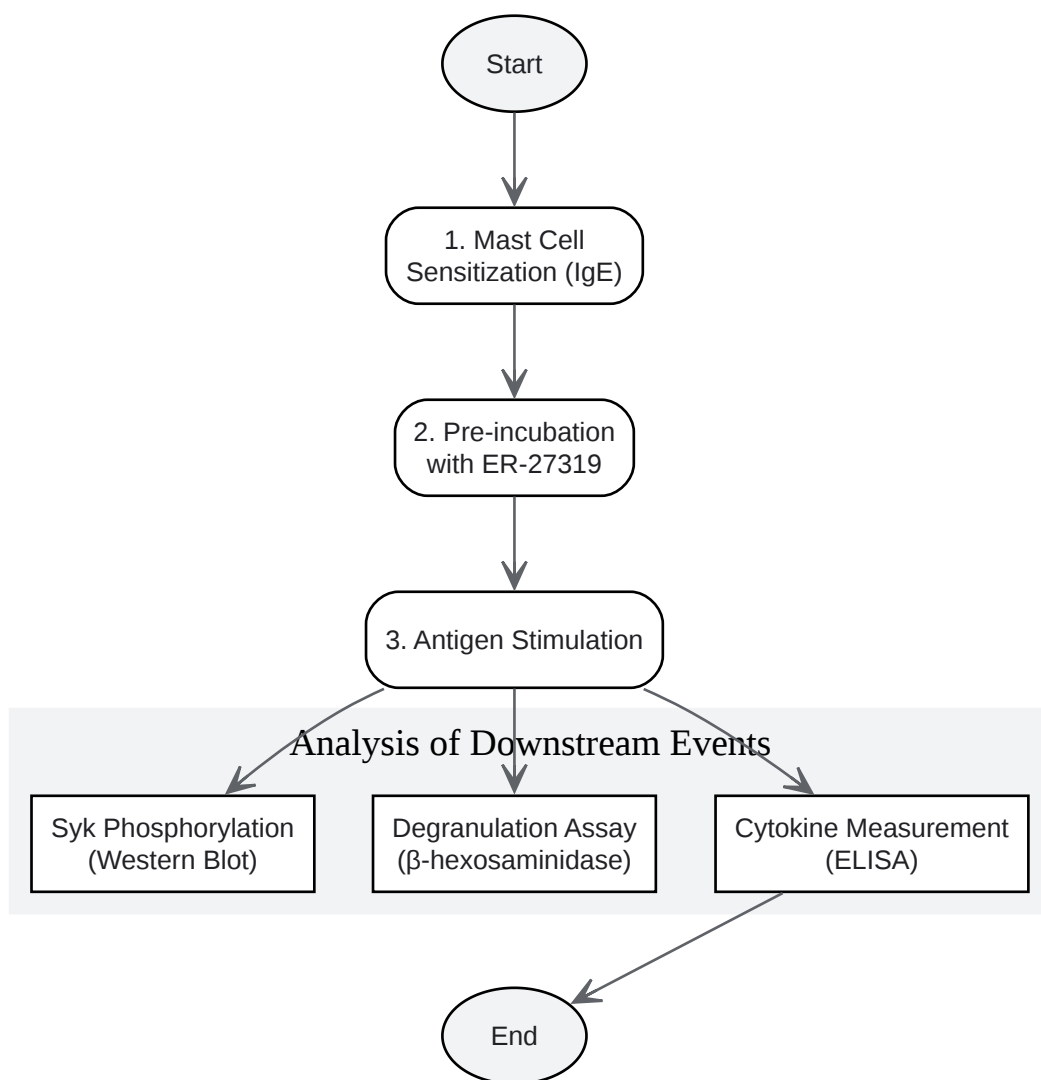 Start
1. Mast Cell
Sensitization (IgE)
2. Pre-incubation
with ER-27319
3. Antigen Stimulation
Analysis of Downstream Events
Syk Phosphorylation
(Western Blot)
Degranulation Assay
(β-hexosaminidase)
Cytokine Measurement
(ELISA)
End